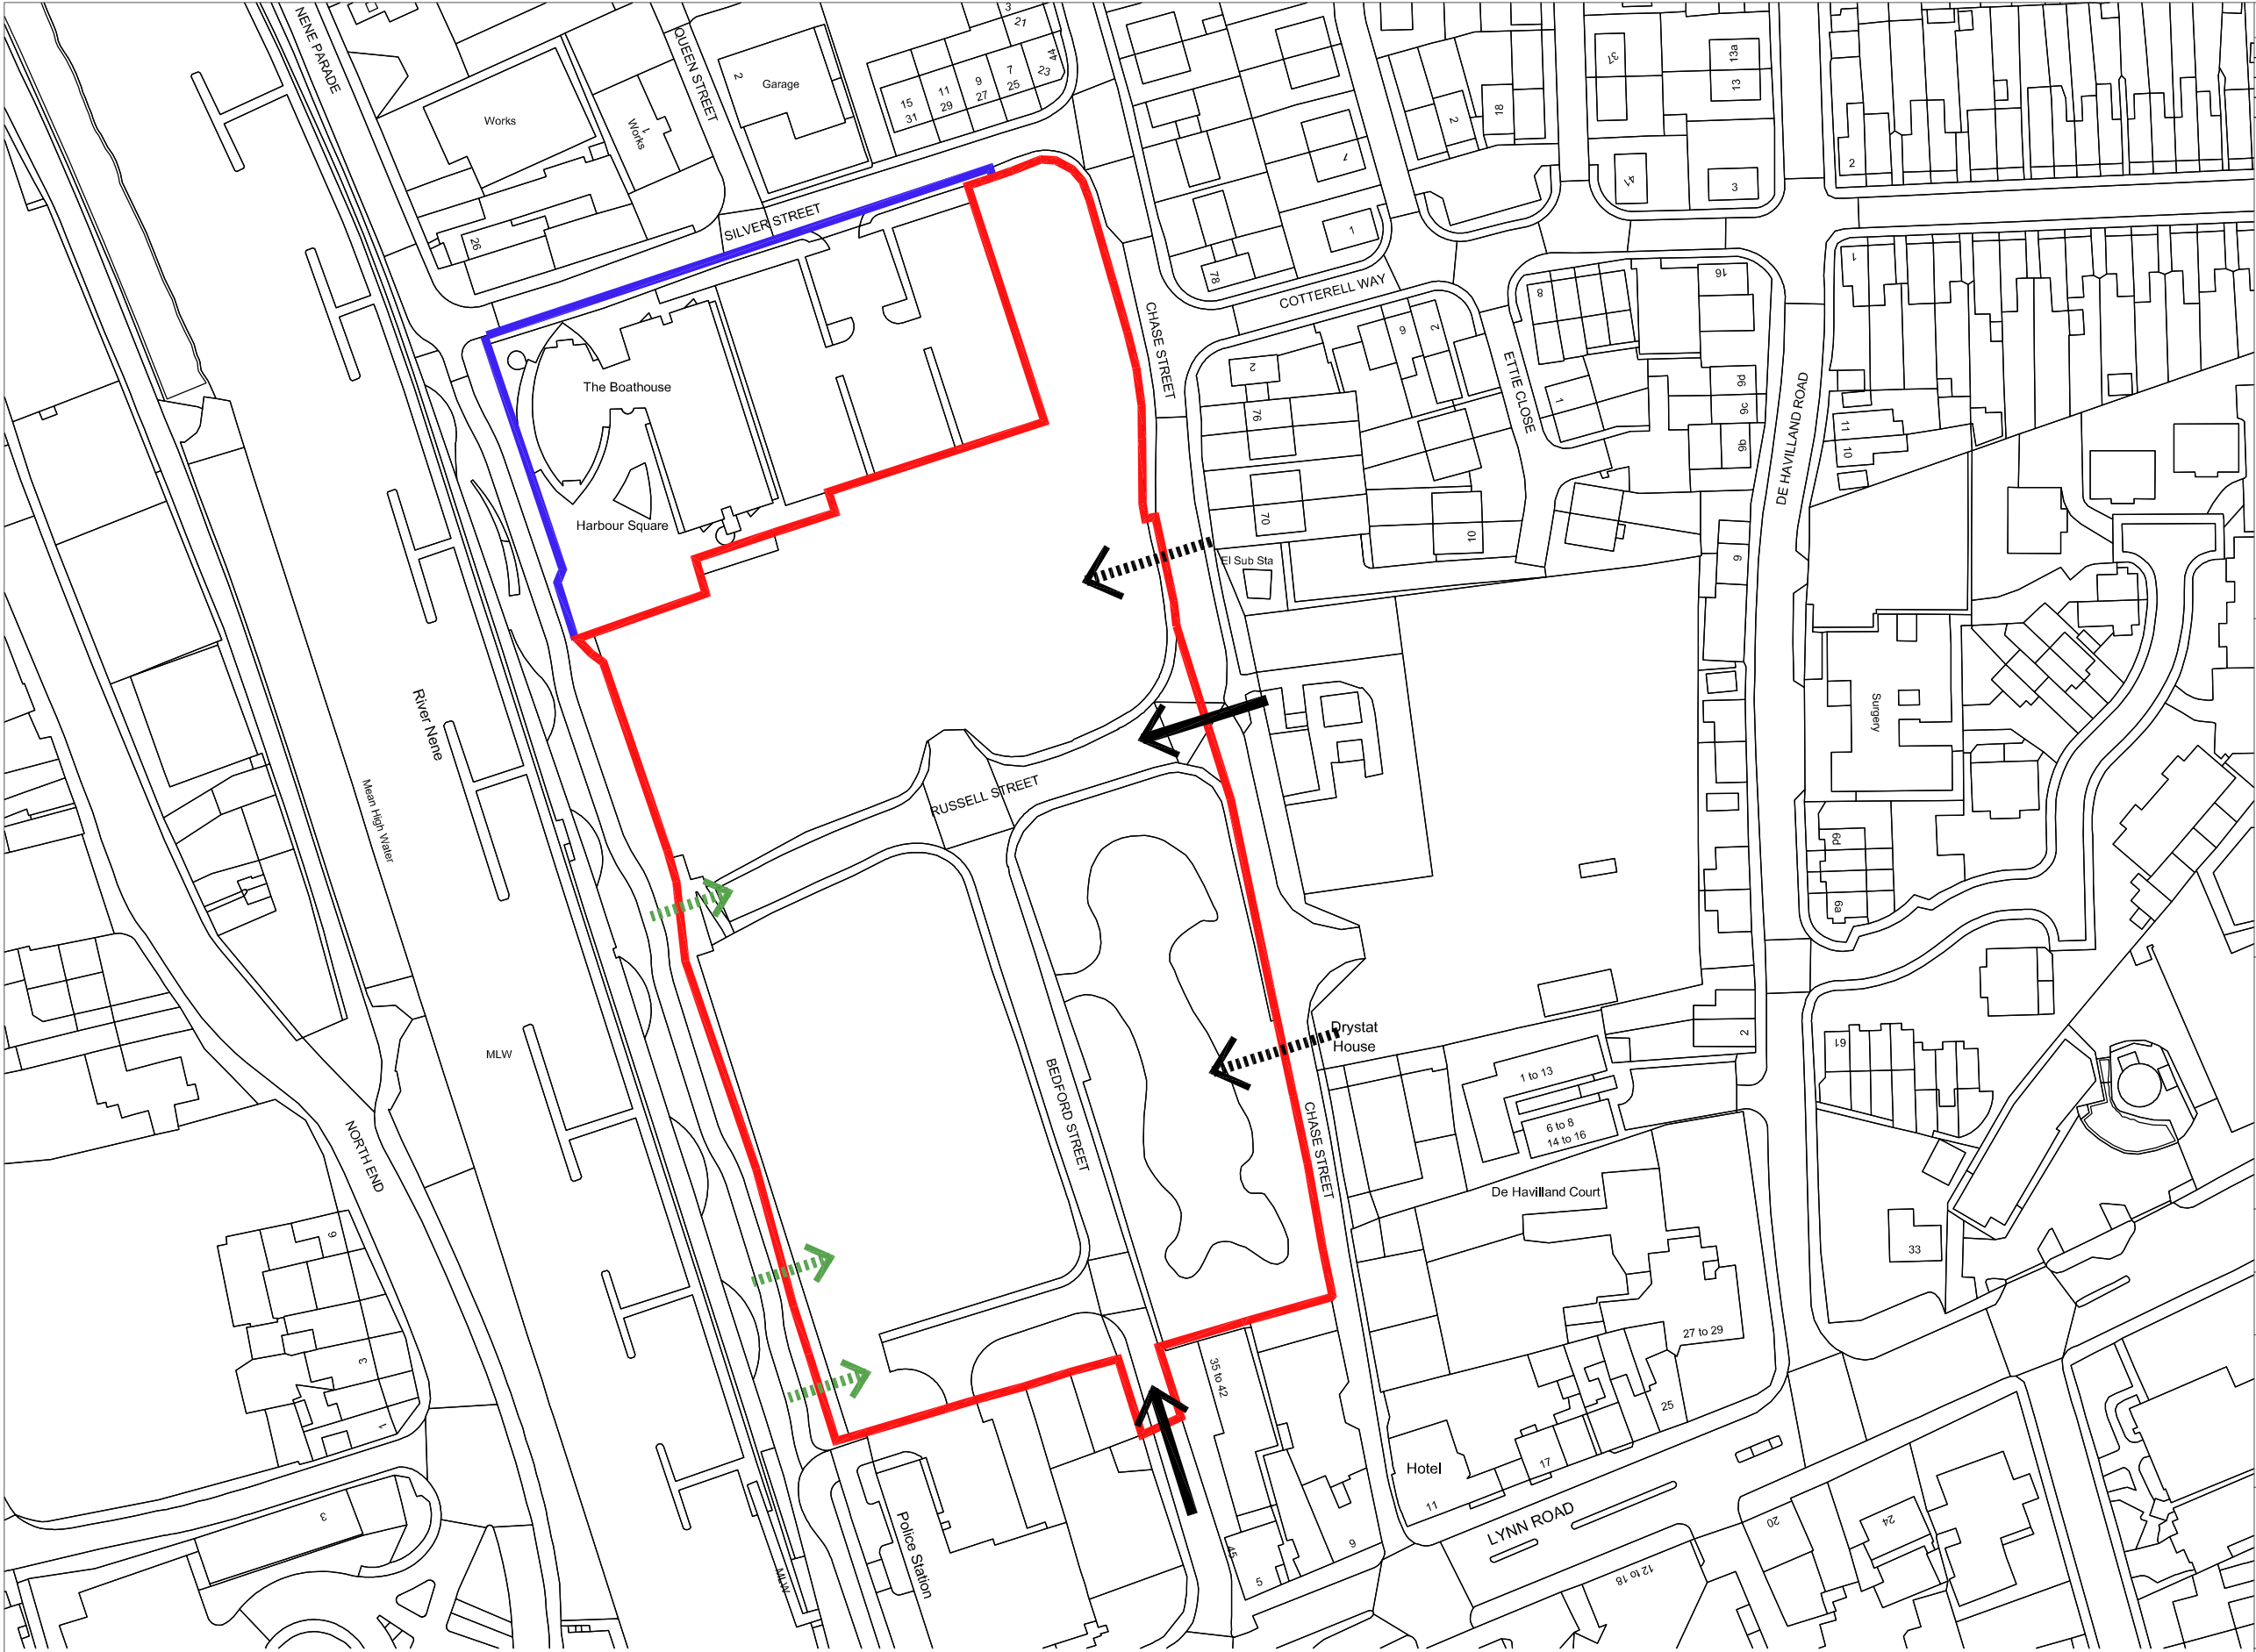 NENE PARADE
QUEEN STREET
Works
1
Works
2
Garage
3
21
44
23
7
25
9
27
11
29
15
31
26
SILVER STREET
2
18
37
13a
13
47
3
2
7
1
78
COTTERELL WAY
CHASE STREET
The Boathouse
Harbour Square
2
76
70
6
2
8
16
1
ETTIE CLOSE
10
9d
9c
9b
9
El Sub Sta
DE HAVILLAND ROAD
1
11
10
Surgery
6d
6a
River Nene
Mean High Water
RUSSELL STREET
MLW
NORTH END
BEDFORD STREET
Drystat
House
CHASE STREET
1 to 13
6 to 8
14 to 16
2
61
De Havilland Court
33
27 to 29
25
17
Hotel
11
LYNN ROAD
35 to 42
45
5
9
Police Station
MLW
9
3
1
3
20
24
12 to 18